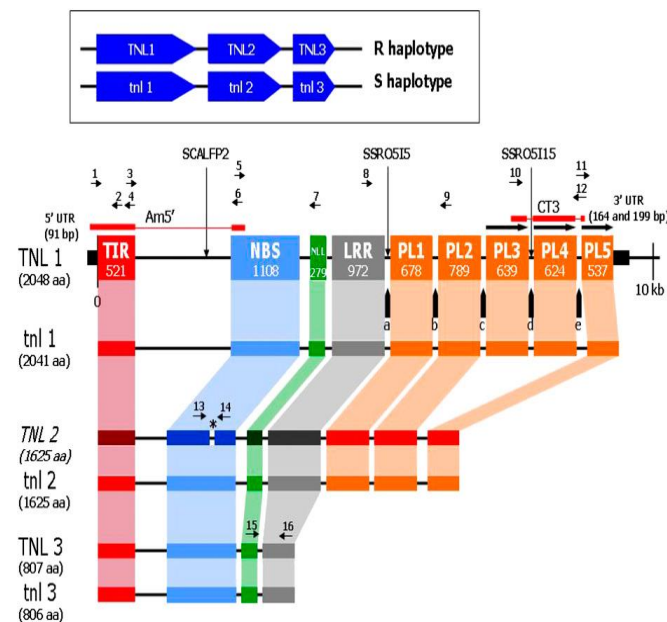 TNL1 TNL2 TNL3 R haplotype
tnl 1 tnl 2 tnl 3 S haplotype
SCALFP2 SSR05I5 SSR05I15
1 3 5 8 10 11
2 4 6 7 9 12
Am5' CT3
5' UTR
(91 bp)
3' UTR
(164 and 199 bp)
TNL 1
(2048 aa)
TIR NBS NLL LRR PL1 PL2 PL3 PL4 PL5
521 1108 279 972 678 789 639 624 537
0 10 kb
a b c d e
tnl 1
(2041 aa)
13 * 14
TNL 2
(1625 aa)
tnl 2
(1625 aa)
15 16
TNL 3
(807 aa)
tnl 3
(806 aa)